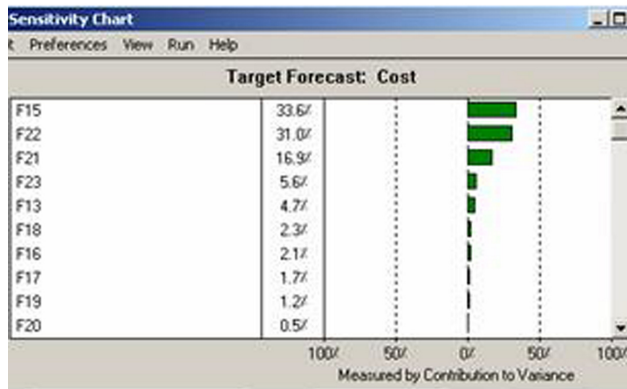 Sensitivity Chart
Preferences View Run Help
Target Forecast: Cost
F15 33.6%
F22 31.0%
F21 16.9%
F23 5.6%
F13 4.7%
F18 2.3%
F16 2.1%
F17 1.7%
F19 1.2%
F20 0.5%
100% 50% 0% 50% 100%
Measured by Contribution to Variance